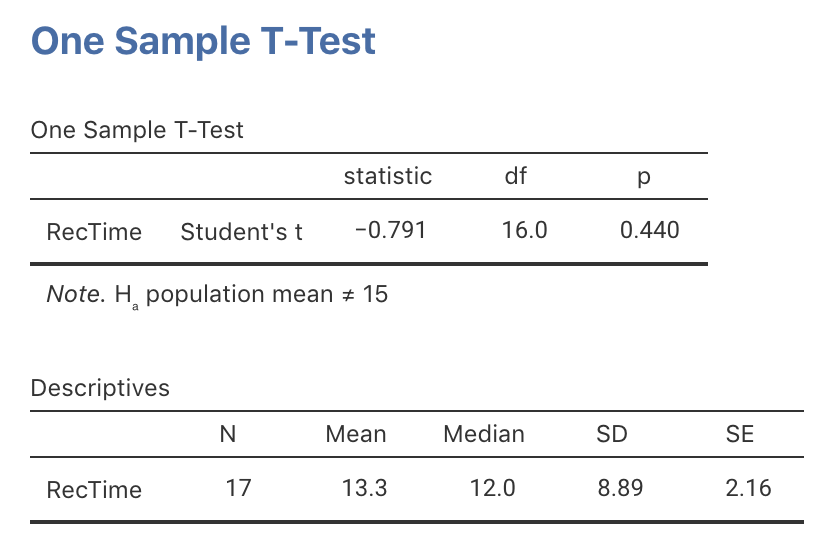 One Sample T-Test
One Sample T-Test
statistic df p
RecTime Student's t −0.791 16.0 0.440
Note. Hₐ population mean ≠ 15
Descriptives
N Mean Median SD SE
RecTime 17 13.3 12.0 8.89 2.16